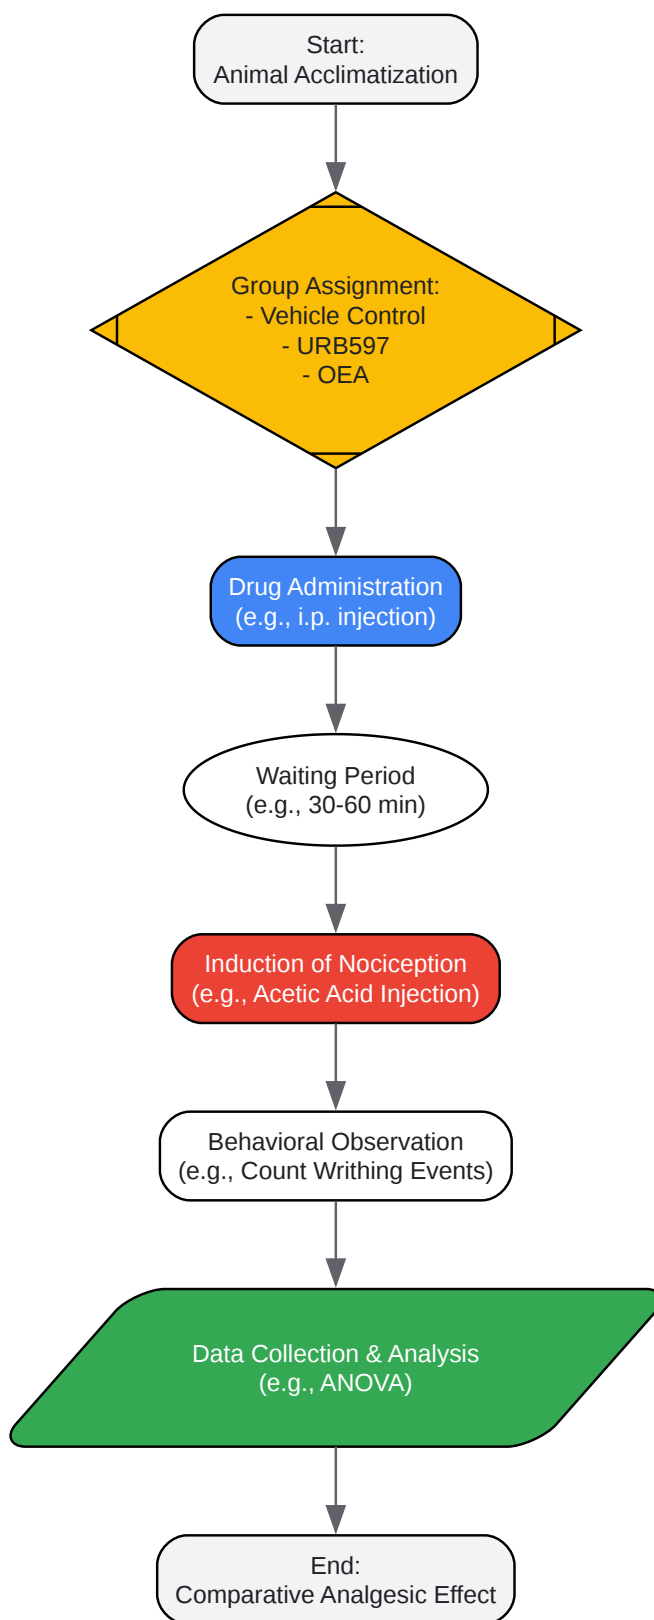 Start:
Animal Acclimatization
Group Assignment:
- Vehicle Control
- URB597
- OEA
Drug Administration
(e.g., i.p. injection)
Waiting Period
(e.g., 30-60 min)
Induction of Nociception
(e.g., Acetic Acid Injection)
Behavioral Observation
(e.g., Count Writhing Events)
Data Collection & Analysis
(e.g., ANOVA)
End:
Comparative Analgesic Effect